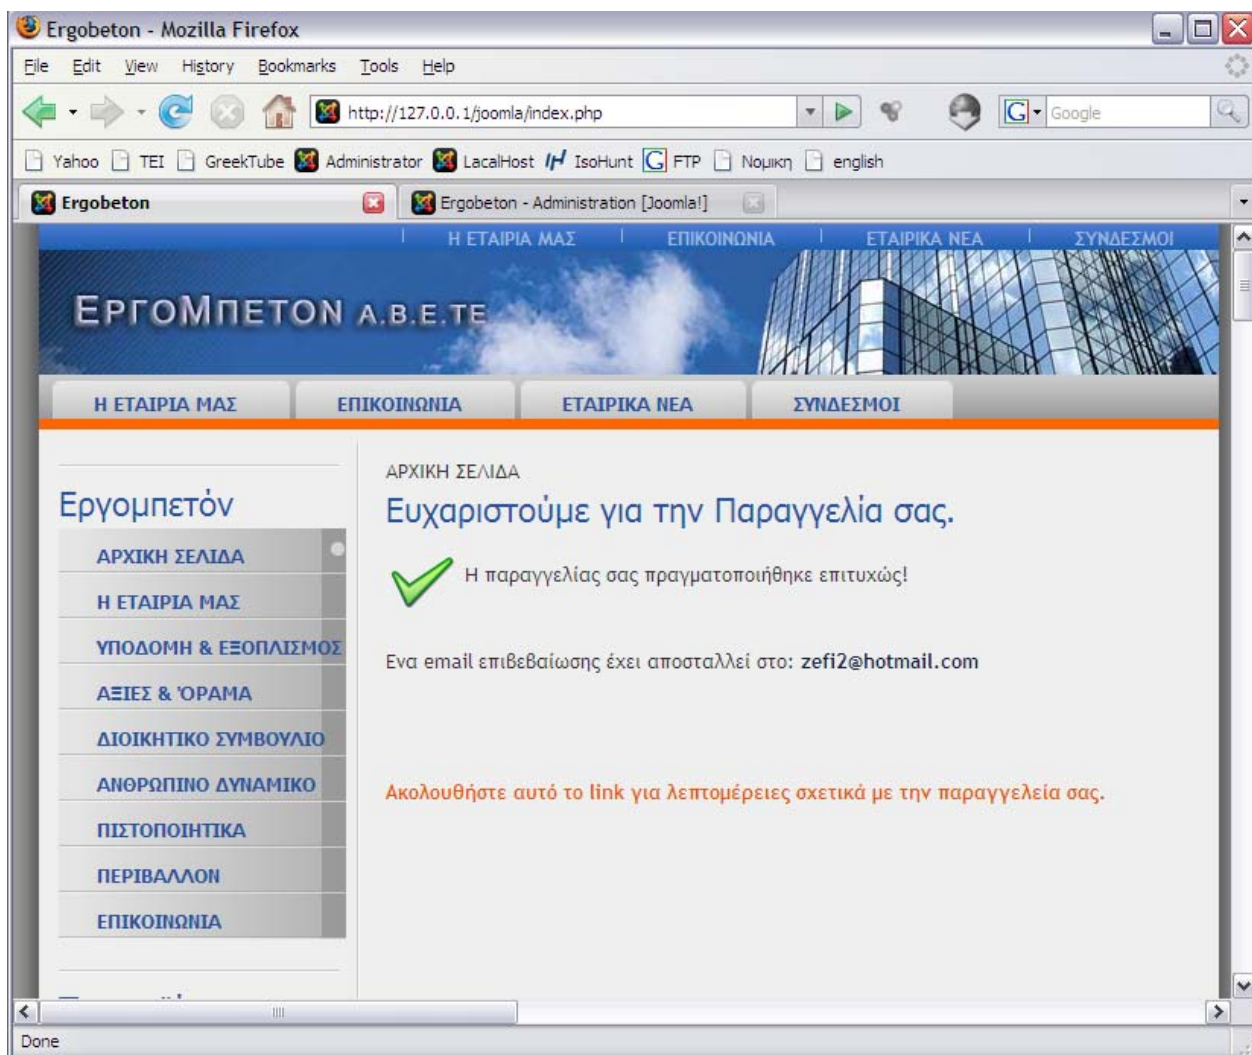 Ergobeton - Mozilla Firefox
File Edit View History Bookmarks Tools Help
http://127.0.0.1/joomla/index.php
G Google
Yahoo TEI GreekTube Administrator LacalHost IsoHunt FTP Νομικη english
Ergobeton
Ergobeton - Administration [Joomla!]
Η ΕΤΑΙΡΙΑ ΜΑΣ ΕΠΙΚΟΙΝΩΝΙΑ ΕΤΑΙΡΙΚΑ ΝΕΑ ΣΥΝΔΕΣΜΟΙ
ΕΡΓΟΜΠΕΤΟΝ Α.Β.Ε.ΤΕ
Η ΕΤΑΙΡΙΑ ΜΑΣ ΕΠΙΚΟΙΝΩΝΙΑ ΕΤΑΙΡΙΚΑ ΝΕΑ ΣΥΝΔΕΣΜΟΙ
Εργομπετόν
ΑΡΧΙΚΗ ΣΕΛΙΔΑ
Η ΕΤΑΙΡΙΑ ΜΑΣ
ΥΠΟΔΟΜΗ & ΕΞΟΠΛΙΣΜΟΣ
ΑΞΙΕΣ & ΌΡΑΜΑ
ΔΙΟΙΚΗΤΙΚΟ ΣΥΜΒΟΥΛΙΟ
ΑΝΘΡΩΠΙΝΟ ΔΥΝΑΜΙΚΟ
ΠΙΣΤΟΠΟΙΗΤΙΚΑ
ΠΕΡΙΒΑΛΛΟΝ
ΕΠΙΚΟΙΝΩΝΙΑ
ΑΡΧΙΚΗ ΣΕΛΙΔΑ
Ευχαριστούμε για την Παραγγελία σας.
Η παραγγελίας σας πραγματοποιήθηκε επιτυχώς!
Ενα email επιβεβαίωσης έχει αποσταλλεί στο: zefi2@hotmail.com
Ακολουθήστε αυτό το link για λεπτομέρειες σχετικά με την παραγγελεία σας.
Done